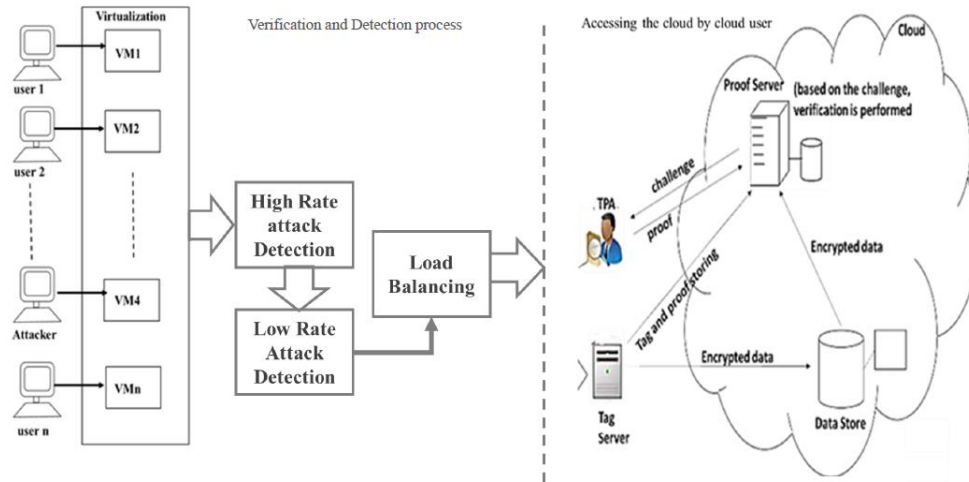 Virtualization
VM1
user 1
VM2
user 2
VM4
Attacker
VMn
user n
Verification and Detection process
High Rate
attack
Detection
Low Rate
Attack
Detection
Load
Balancing
Accessing the cloud by cloud user
Cloud
Proof Server
(based on the challenge,
verification is performed
challenge
proof
TPA
Tag and proof storing
Encrypted data
Encrypted data
Tag
Server
Data Store